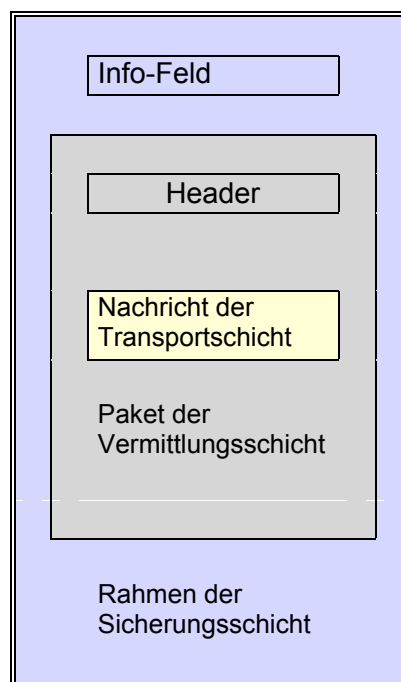 Info-Feld
Header
Nachricht der
Transportschicht
Paket der
Vermittlungsschicht
Rahmen der
Sicherungsschicht